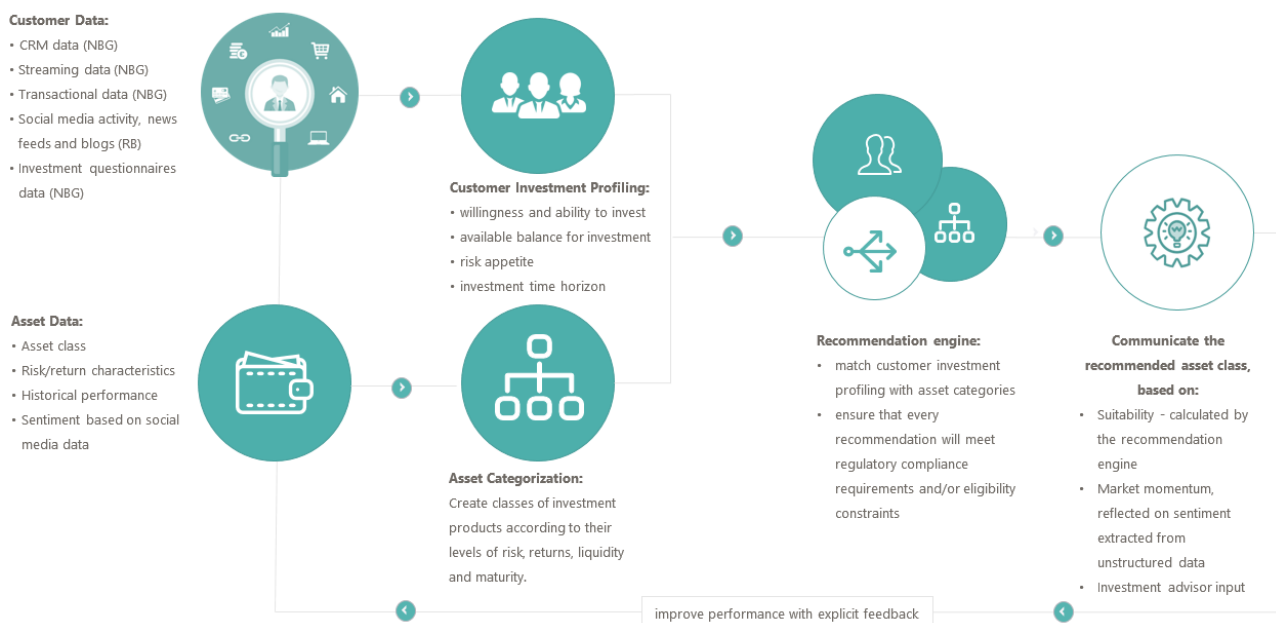 Customer Data:
• CRM data (NBG)
• Streaming data (NBG)
• Transactional data (NBG)
• Social media activity, news
feeds and blogs (RB)
• Investment questionnaires
data (NBG)
Customer Investment Profiling:
• willingness and ability to invest
• available balance for investment
• risk appetite
• investment time horizon
Asset Data:
• Asset class
• Risk/return characteristics
• Historical performance
• Sentiment based on social
media data
Asset Categorization:
Create classes of investment
products according to their
levels of risk, returns, liquidity
and maturity.
Recommendation engine:
• match customer investment
profiling with asset categories
• ensure that every
recommendation will meet
regulatory compliance
requirements and/or eligibility
constraints
Communicate the
recommended asset class,
based on:
• Suitability - calculated by
the recommendation
engine
• Market momentum,
reflected on sentiment
extracted from
unstructured data
• Investment advisor input
improve performance with explicit feedback